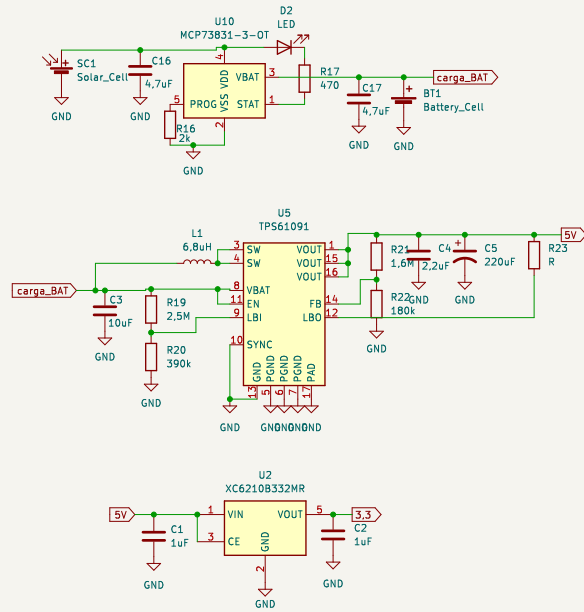 U10
MCP73831-3-OT
D2
LED
SC1
Solar_Cell
GND
C16
4,7uF
GND
4
VDD
VSS
VBAT
3
PROG
5
STAT
1
2
R16
2k
GND
R17
470
C17
4,7uF
GND
BT1
Battery_Cell
GND
carga_BAT
U5
TPS61091
L1
6,8uH
3
SW
4
SW
8
VBAT
11
EN
9
LBI
10
SYNC
VOUT
1
VOUT
15
VOUT
16
FB
14
LBO
12
GND
PGND
PGND
PGND
PAD
13
5
6
7
17
carga_BAT
C3
10uF
GND
R19
2,5M
R20
390k
GND
GND
GND
GND
GND
GND
R21
1,6M
R22
180k
GND
C4
2,2uF
GND
C5
220uF
GND
R23
R
5V
U2
XC6210B332MR
5V
1
VIN
3
CE
VOUT
5
GND
2
3,3
C1
1uF
GND
C2
1uF
GND
GND